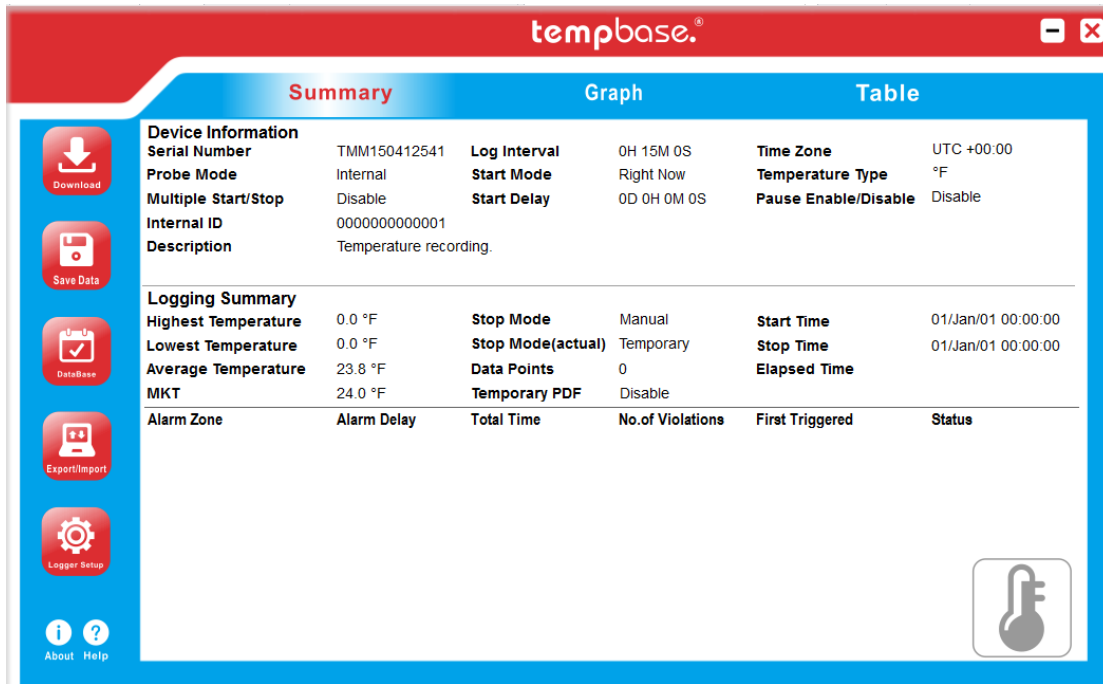 tempbase.®
Summary Graph Table
Download
Save Data
DataBase
Export/Import
Logger Setup
About Help
Device Information
Serial Number TMM150412541 Log Interval 0H 15M 0S Time Zone UTC +00:00
Probe Mode Internal Start Mode Right Now Temperature Type °F
Multiple Start/Stop Disable Start Delay 0D 0H 0M 0S Pause Enable/Disable Disable
Internal ID 0000000000001
Description Temperature recording.
Logging Summary
Highest Temperature 0.0 °F Stop Mode Manual Start Time 01/Jan/01 00:00:00
Lowest Temperature 0.0 °F Stop Mode(actual) Temporary Stop Time 01/Jan/01 00:00:00
Average Temperature 23.8 °F Data Points 0 Elapsed Time
MKT 24.0 °F Temporary PDF Disable
Alarm Zone Alarm Delay Total Time No.of Violations First Triggered Status